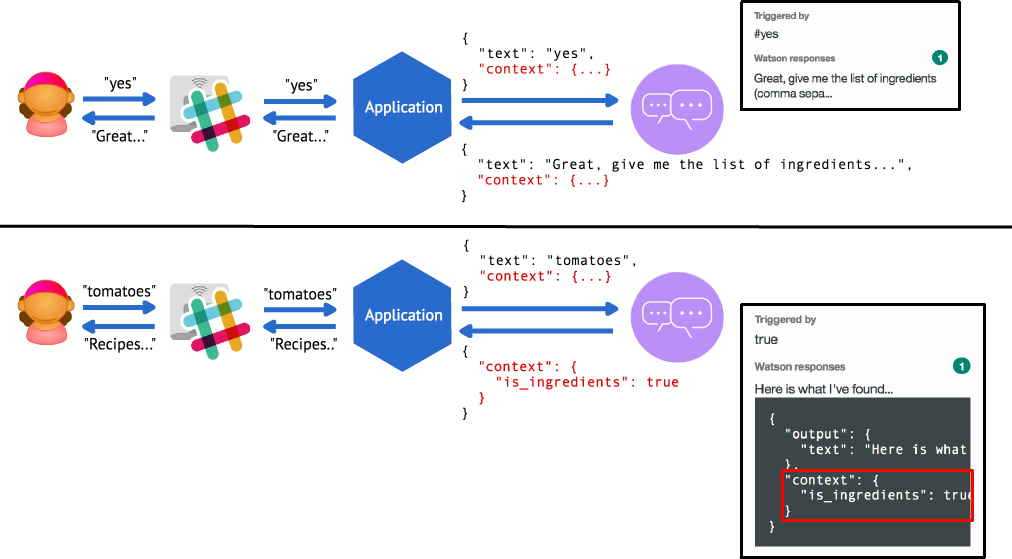 "yes"
"Great..."
"yes"
"Great..."
Application
{
"text": "yes",
"context": {...}
}
{
"text": "Great, give me the list of ingredients...",
"context": {...}
}
Triggered by
#yes
Watson responses
1
Great, give me the list of ingredients
(comma sepa...
"tomatoes"
"Recipes..."
"tomatoes"
"Recipes..
Application
{
"text": "tomatoes",
"context": {...}
}
{
"context": {
"is_ingredients": true
}
}
Triggered by
true
Watson responses
1
Here is what I've found...
{
"output": {
"text": "Here is what
},
"context": {
"is_ingredients": true
}
}